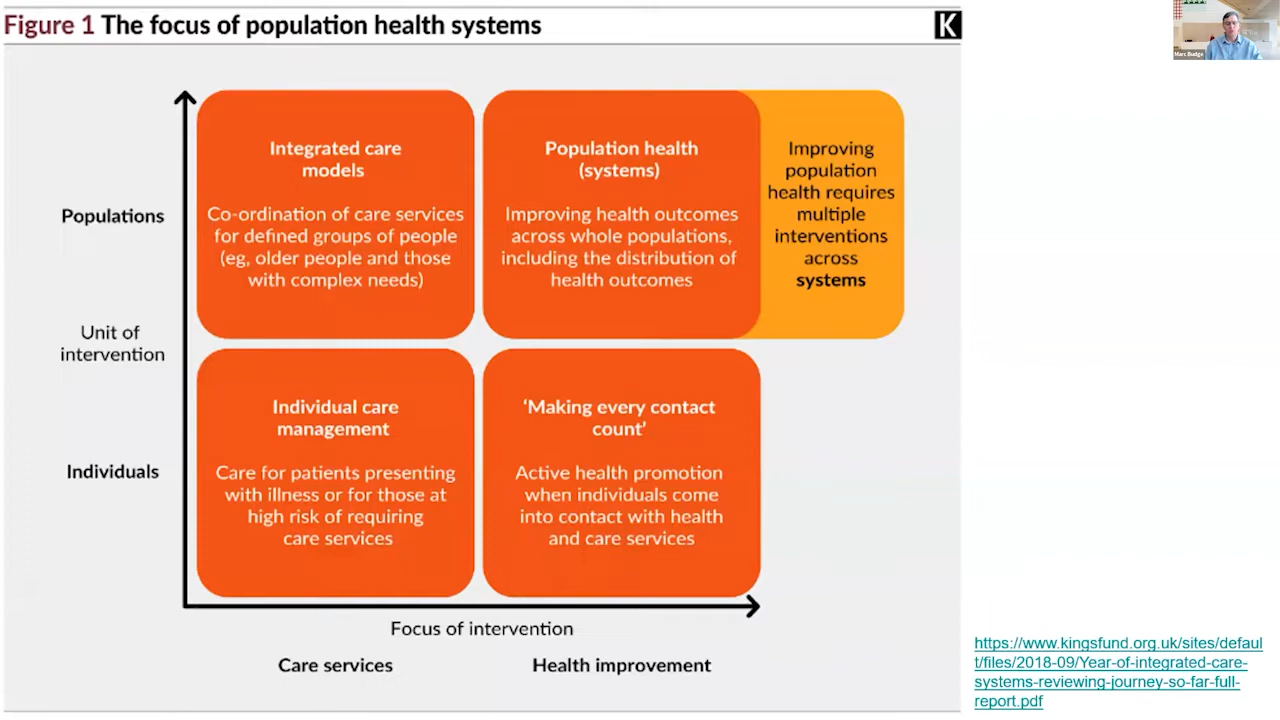 Figure 1 The focus of population health systems
K
Marc Budge
Populations
Unit of
intervention
Individuals
Integrated care
models
Co-ordination of care services
for defined groups of people
(eg, older people and those
with complex needs)
Population health
(systems)
Improving health outcomes
across whole populations,
including the distribution of
health outcomes
Improving
population
health requires
multiple
interventions
across
systems
Individual care
management
Care for patients presenting
with illness or for those at
high risk of requiring
care services
‘Making every contact
count’
Active health promotion
when individuals come
into contact with health
and care services
Focus of intervention
Care services
Health improvement
https://www.kingsfund.org.uk/sites/defaul
t/files/2018-09/Year-of-integrated-care-
systems-reviewing-journey-so-far-full-
report.pdf